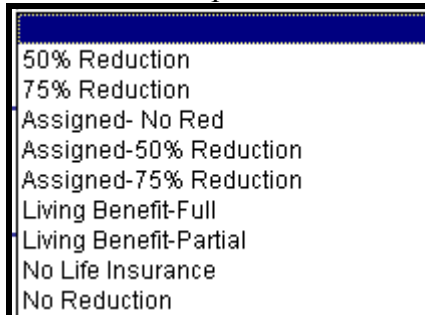 50% Reduction
75% Reduction
Assigned- No Red
Assigned-50% Reduction
Assigned-75% Reduction
Living Benefit-Full
Living Benefit-Partial
No Life Insurance
No Reduction